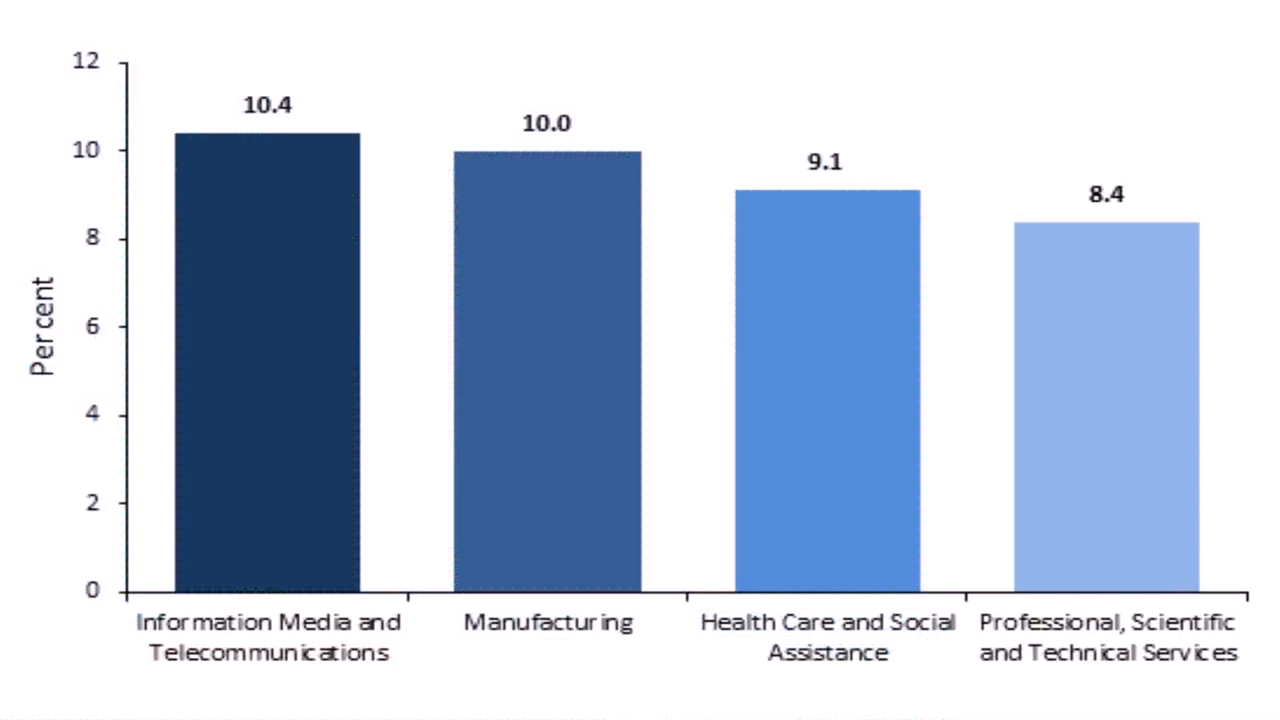 12
10
8
6
4
2
0
Per cent
10.4
10.0
9.1
8.4
Information Media and
Telecommunications
Manufacturing
Health Care and Social
Assistance
Professional, Scientific
and Technical Services